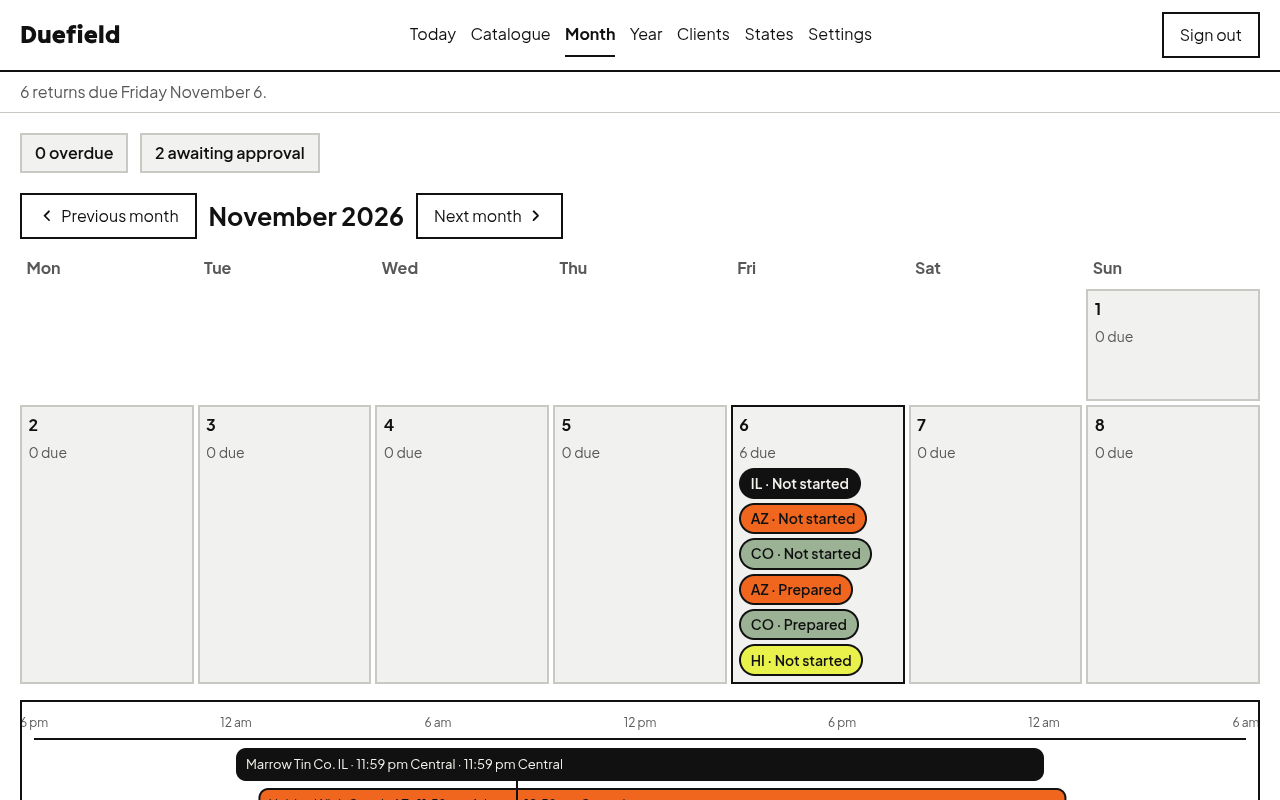 Duefield
Today Catalogue Month Year Clients States Settings
Sign out
6 returns due Friday November 6.
0 overdue
2 awaiting approval
Previous month
November 2026
Next month
Mon Tue Wed Thu Fri Sat Sun
1
0 due
2
0 due
3
0 due
4
0 due
5
0 due
6
6 due
IL · Not started
AZ · Not started
CO · Not started
AZ · Prepared
CO · Prepared
HI · Not started
7
0 due
8
0 due
6 pm 12 am 6 am 12 pm 6 pm 12 am 6 am
Marrow Tin Co. IL · 11:59 pm Central · 11:59 pm Central